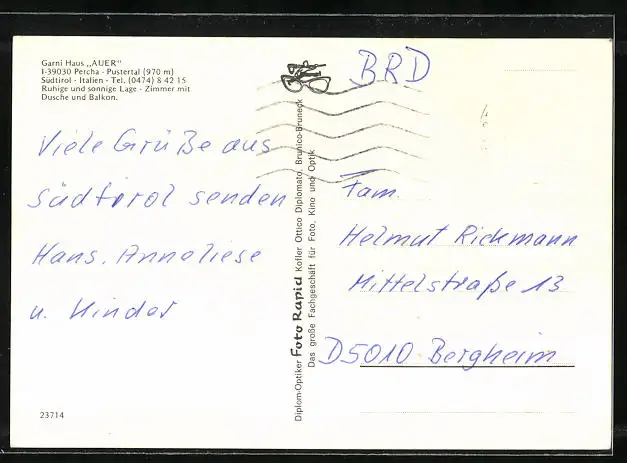 Garni Haus „AUER"
I-39030 Percha - Pustertal (970 m)
Südtirol - Italien - Tel. (0474) 8 42 15
Ruhige und sonnige Lage - Zimmer mit
Dusche und Balkon.
Viele Grüße aus
Südtirol senden
Hans, Anneliese
u. Kinder
23714
Diplom-Optiker Foto Rapid Kofler Ottico Diplomato, Brunico-Bruneck
Das große Fachgeschäft für Foto, Kino und Optik
BRD
Fam.
Helmut Rickmann
Mittelstraße 13
D5010 Bergheim